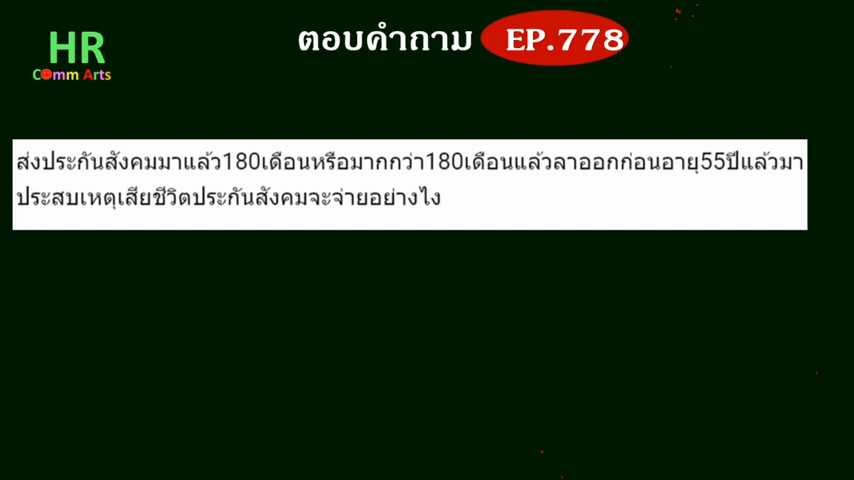 HR
Comm Arts
ตอบคำถาม EP.778
ส่งประกันสังคมมาแล้ว180เดือนหรือมากกว่า180เดือนแล้วลาออกก่อนอายุ55ปีแล้วมา
ประสบเหตุเสียชีวิตประกันสังคมจะจ่ายอย่างไง